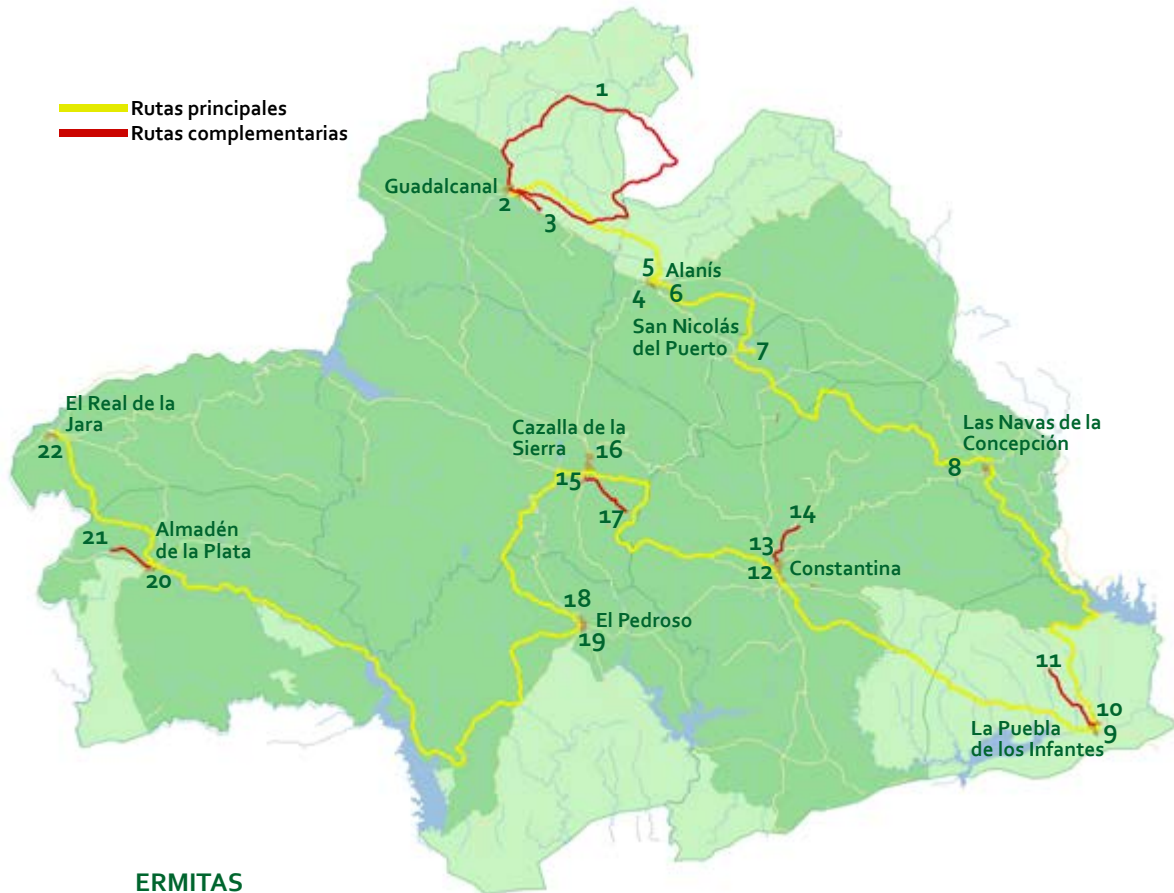 1
Rutas principales
Rutas complementarias
Guadalcanal
2
3
5
Alanís
4
6
San Nicolás
del Puerto
7
El Real de la
Jara
22
Cazalla de la
Sierra
16
15
17
Las Navas de la
Concepción
8
21
Almadén
de la Plata
20
14
13
12
Constantina
18
El Pedroso
19
11
10
La Puebla
de los Infantes
9
ERMITAS